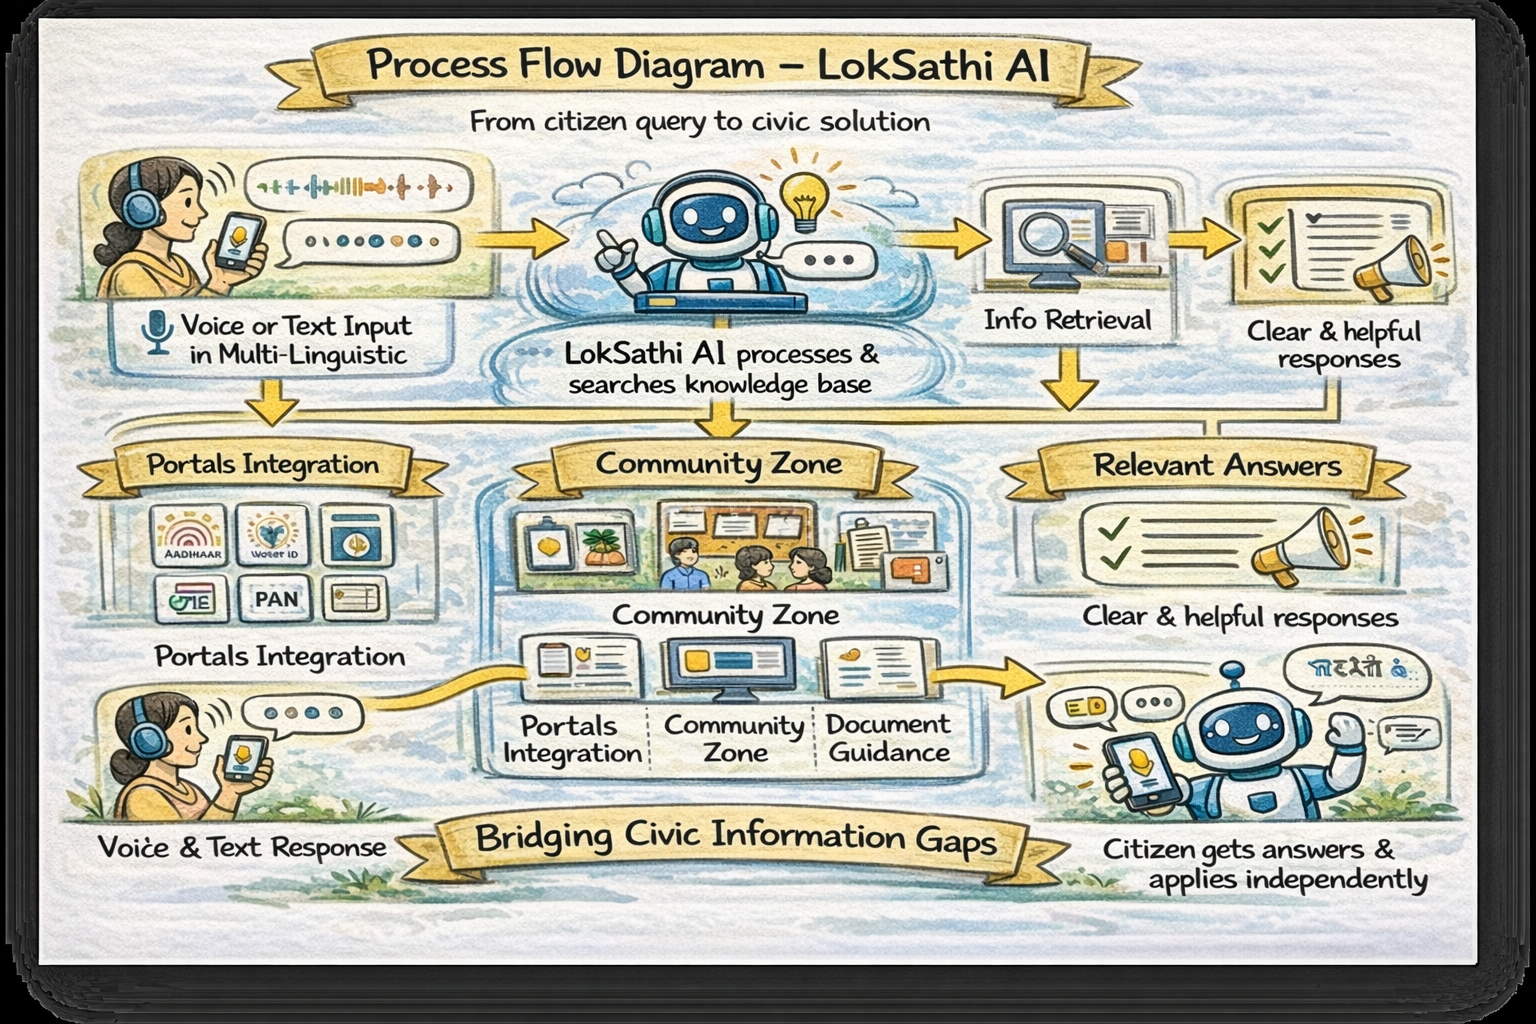 Process Flow Diagram – LokSathi AI
From citizen query to civic solution
Voice or Text Input
in Multi-Linguistic
LokSathi AI processes &
searches knowledge base
Info Retrieval
Clear & helpful
responses
Portals Integration
AADHAAR
PAN
Portals Integration
Community Zone
Community Zone
Portals
Integration
Community
Zone
Document
Guidance
Relevant Answers
Clear & helpful responses
Voice & Text Response
Bridging Civic Information Gaps
Citizen gets answers &
applies independently